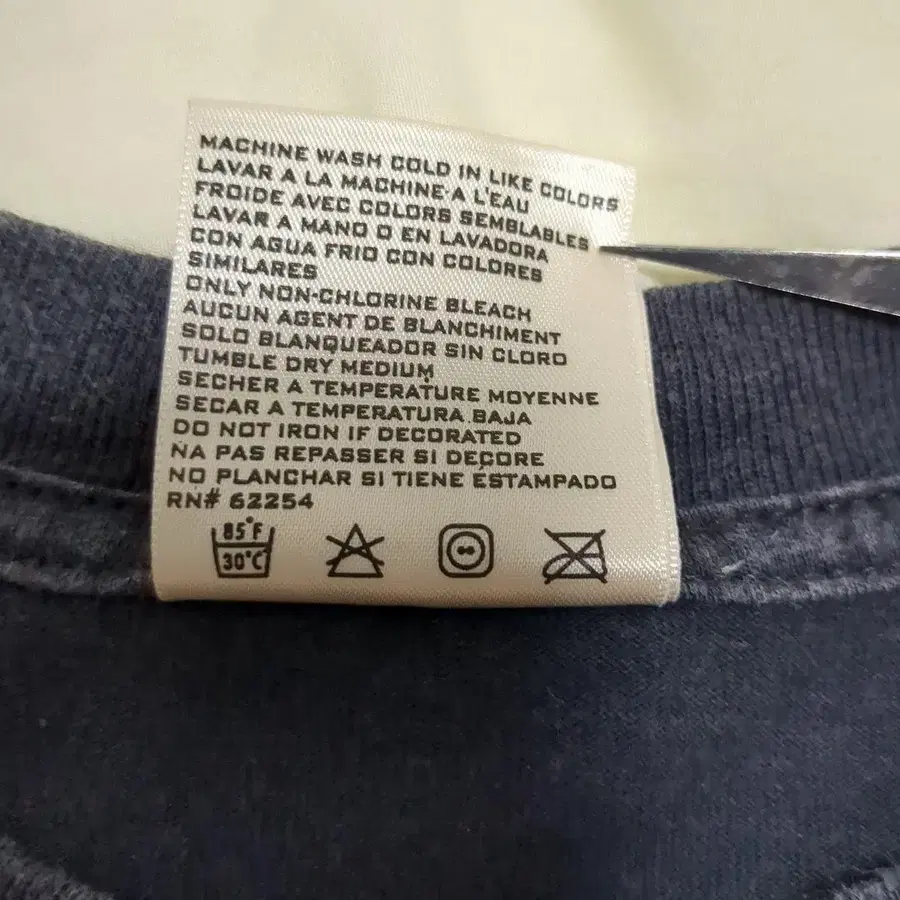 MACHINE WASH COLD IN LIKE COLORS
LAVAR A LA MACHINE A L'EAU
FROIDE AVEC COLORS SEMBLABLES
LAVAR A MANO O EN LAVADORA
CON AGUA FRIO CON COLORES
SIMILARES
ONLY NON-CHLORINE BLEACH
AUCUN AGENT DE BLANCHIMENT
SOLO BLANQUEADOR SIN CLORO
TUMBLE DRY MEDIUM
SECHER A TEMPERATURE MOYENNE
SECAR A TEMPERATURA BAJA
DO NOT IRON IF DECORATED
NA PAS REPASSER SI DECORE
NO PLANCHAR SI TIENE ESTAMPADO
RN# 62254
85°F
30°C